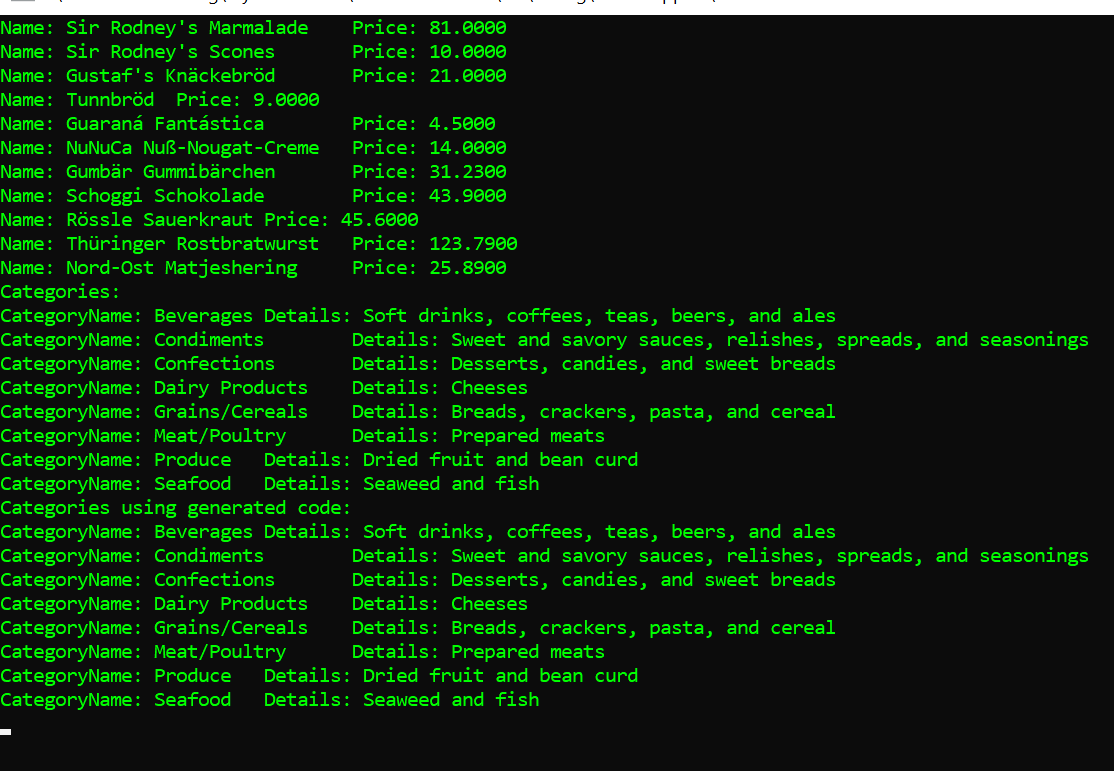 Name: Sir Rodney's Marmalade    Price: 81.0000
Name: Sir Rodney's Scones       Price: 10.0000
Name: Gustaf's Knäckebröd       Price: 21.0000
Name: Tunnbröd  Price: 9.0000
Name: Guaraná Fantástica        Price: 4.5000
Name: NuNuCa Nuß-Nougat-Creme   Price: 14.0000
Name: Gumbär Gummibärchen       Price: 31.2300
Name: Schoggi Schokolade        Price: 43.9000
Name: Rössle Sauerkraut Price: 45.6000
Name: Thüringer Rostbratwurst   Price: 123.7900
Name: Nord-Ost Matjeshering     Price: 25.8900
Categories:
CategoryName: Beverages Details: Soft drinks, coffees, teas, beers, and ales
CategoryName: Condiments        Details: Sweet and savory sauces, relishes, spreads, and seasonings
CategoryName: Confections       Details: Desserts, candies, and sweet breads
CategoryName: Dairy Products    Details: Cheeses
CategoryName: Grains/Cereals    Details: Breads, crackers, pasta, and cereal
CategoryName: Meat/Poultry      Details: Prepared meats
CategoryName: Produce   Details: Dried fruit and bean curd
CategoryName: Seafood   Details: Seaweed and fish
Categories using generated code:
CategoryName: Beverages Details: Soft drinks, coffees, teas, beers, and ales
CategoryName: Condiments        Details: Sweet and savory sauces, relishes, spreads, and seasonings
CategoryName: Confections       Details: Desserts, candies, and sweet breads
CategoryName: Dairy Products    Details: Cheeses
CategoryName: Grains/Cereals    Details: Breads, crackers, pasta, and cereal
CategoryName: Meat/Poultry      Details: Prepared meats
CategoryName: Produce   Details: Dried fruit and bean curd
CategoryName: Seafood   Details: Seaweed and fish